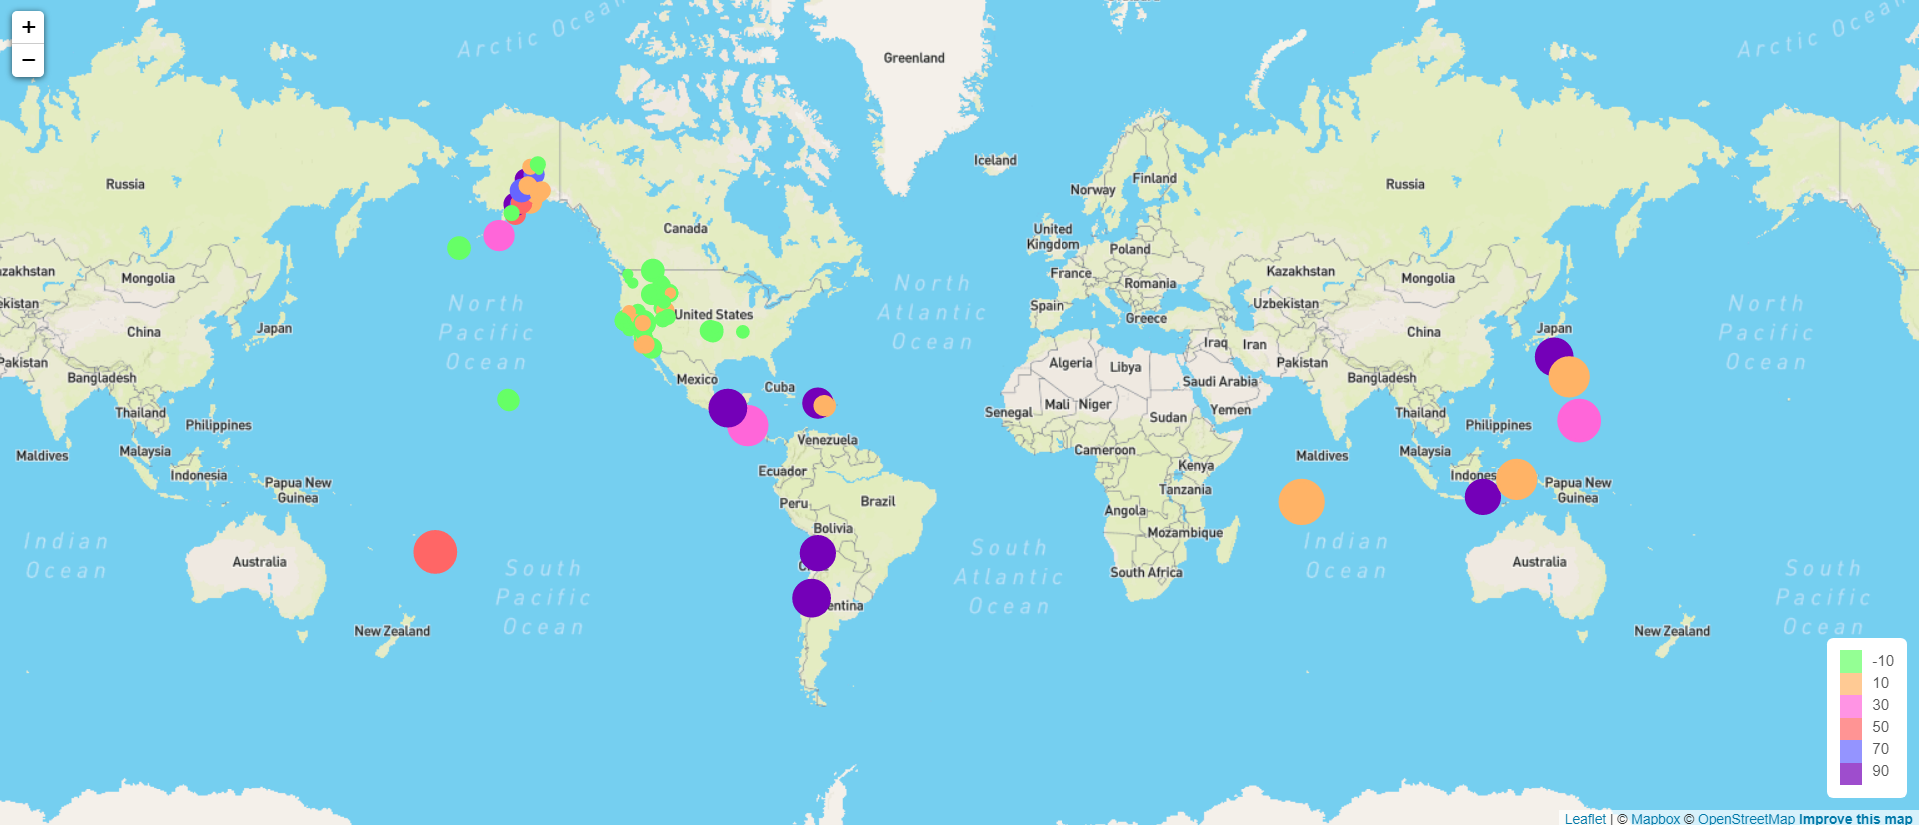 +
−
Arctic Ocean
Arctic Ocean
Greenland
Iceland
Russia
Norway
Finland
Russia
Canada
United
Kingdom
Poland
France
Romania
Spain
Greece
Kazakhstan
Uzbekistan
Mongolia
China
Japan
azakhstan
ekistan
Mongolia
China
Japan
Pakistan
Bangladesh
Thailand
Philippines
Malaysia
Maldives
Indonesia
Papua New
Guinea
North
Pacific
Ocean
United States
Mexico
Cuba
North
Atlantic
Ocean
Algeria
Libya
Iraq
Iran
Pakistan
Saudi Arabia
Bangladesh
Mali
Niger
Senegal
Sudan
Yemen
Thailand
Philippines
Venezuela
Cameroon
Kenya
Maldives
Malaysia
Ecuador
Tanzania
Indones
Papua New
Guinea
Peru
Brazil
Angola
Bolivia
Mozambique
North
Pacific
Ocean
Indian
Ocean
Australia
South
Pacific
Ocean
C
entina
South
Atlantic
Ocean
South Africa
Indian
Ocean
Australia
South
Pacific
Ocean
New Zealand
New Zealand
-10
10
30
50
70
90
Leaflet | © Mapbox © OpenStreetMap Improve this map